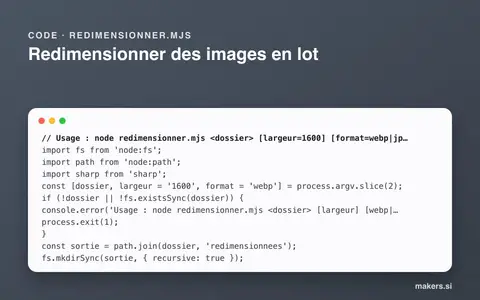 CODE · REDIMENSIONNER.MJS
Redimensionner des images en lot
// Usage : node redimensionner.mjs <dossier> [largeur=1600] [format=webp|jp…
import fs from 'node:fs';
import path from 'node:path';
import sharp from 'sharp';
const [dossier, largeur = '1600', format = 'webp'] = process.argv.slice(2);
if (!dossier || !fs.existsSync(dossier)) {
console.error('Usage : node redimensionner.mjs <dossier> [largeur] [webp|…
process.exit(1);
}
const sortie = path.join(dossier, 'redimensionnees');
fs.mkdirSync(sortie, { recursive: true });
makers.si